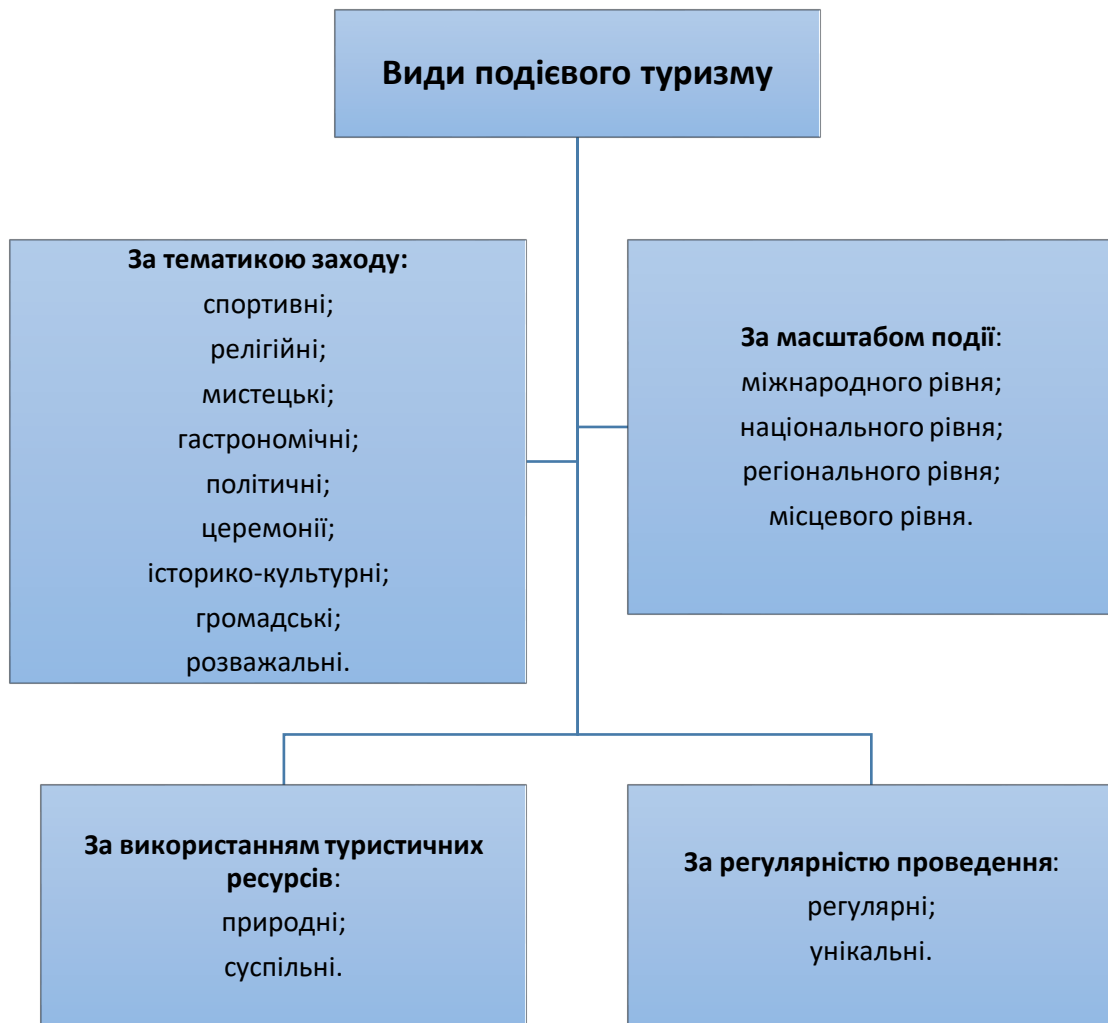 Види подієвого туризму
За тематикою заходу:
спортивні;
релігійні;
мистецькі;
гастрономічні;
політичні;
церемонії;
історико-культурні;
громадські;
розважальні.
За масштабом події:
міжнародного рівня;
національного рівня;
регіонального рівня;
місцевого рівня.
За використанням туристичних
ресурсів:
природні;
суспільні.
За регулярністю проведення:
регулярні;
унікальні.